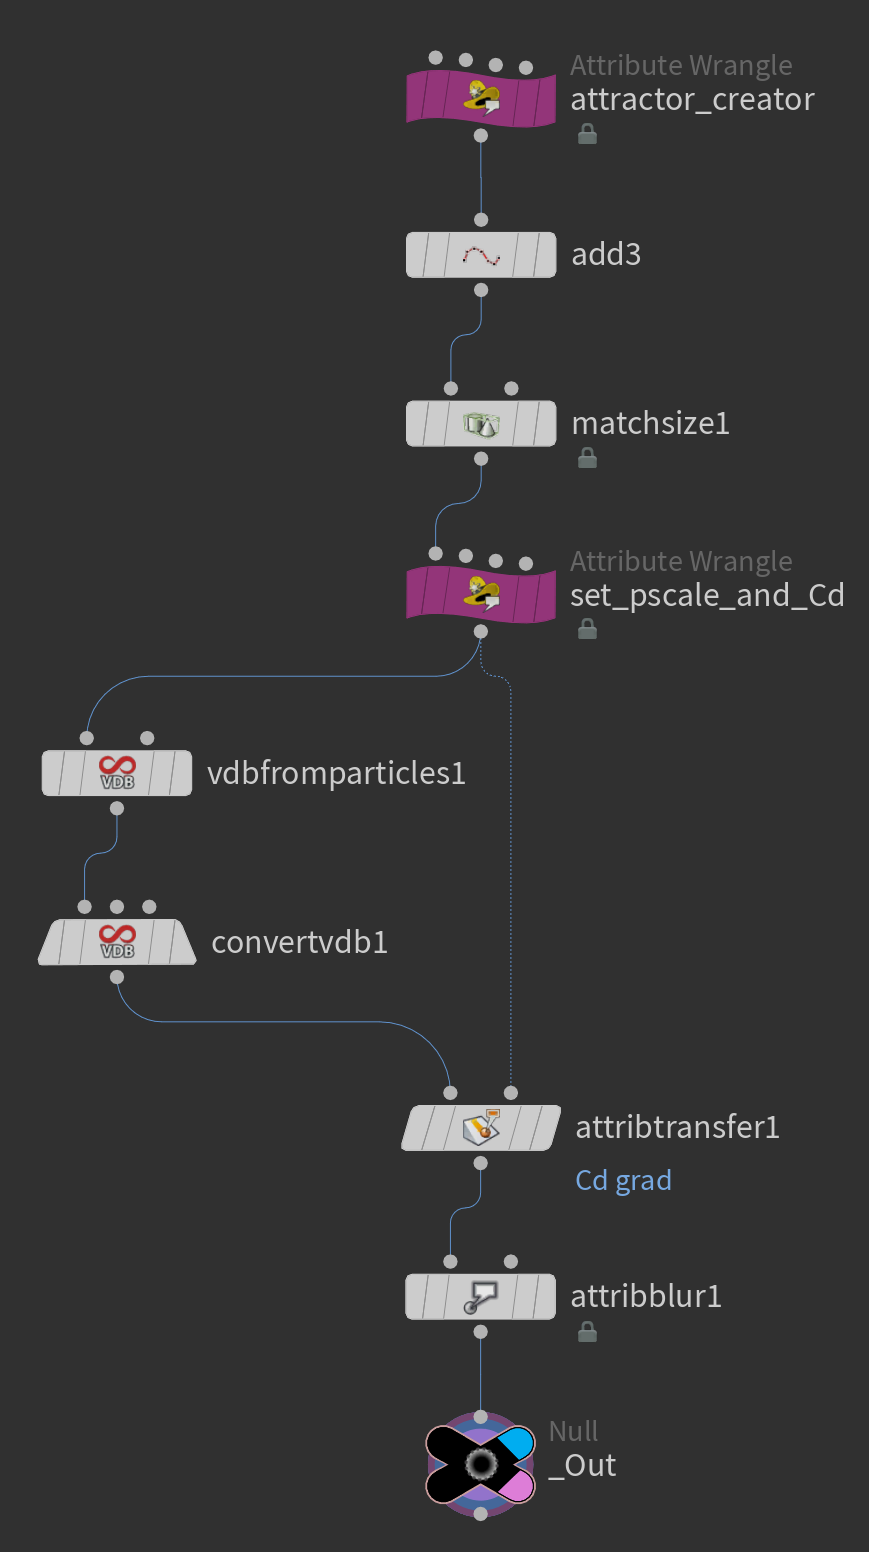 Attribute Wrangle
attractor_creator
add3
matchsize1
Attribute Wrangle
set_pscale_and_Cd
VDB
vdbfromparticles1
VDB
convertvdb1
attribtransfer1
Cd grad
attribblur1
Null
_Out